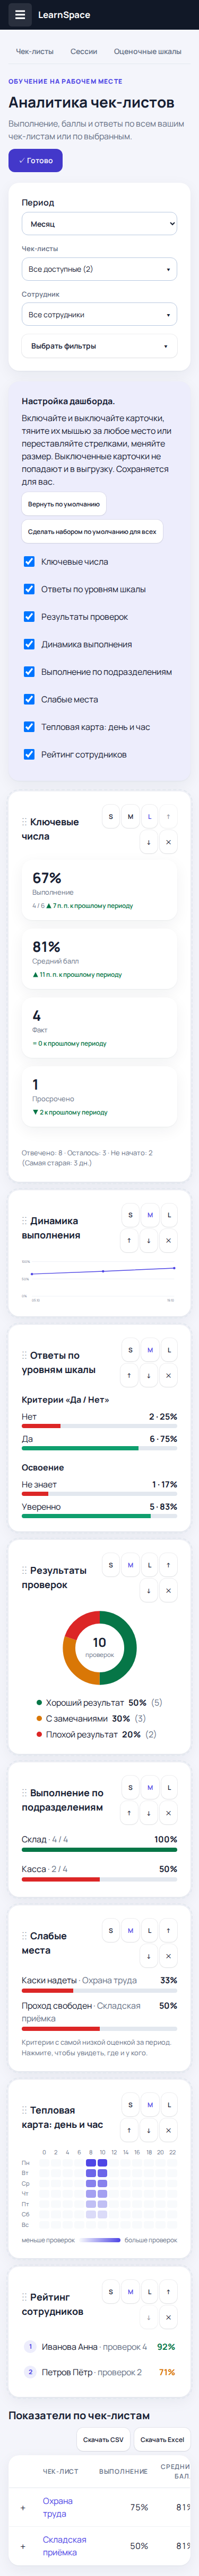 ☰ LearnSpace
Чек-листы Сессии Оценочные шкалы
ОБУЧЕНИЕ НА РАБОЧЕМ МЕСТЕ
Аналитика чек-листов
Выполнение, баллы и ответы по всем вашим
чек-листам или по выбранным.
✓ Готово
Период
Месяц
Чек-листы
Все доступные (2)
Сотрудник
Все сотрудники
Выбрать фильтры
Настройка дашборда.
Включайте и выключайте карточки,
тяните их мышью за любое место или
переставляйте стрелками, меняйте
размер. Выключенные карточки не
попадают и в выгрузку. Сохраняется
для вас.
Вернуть по умолчанию
Сделать набором по умолчанию для всех
Ключевые числа
Ответы по уровням шкалы
Результаты проверок
Динамика выполнения
Выполнение по подразделениям
Слабые места
Тепловая карта: день и час
Рейтинг сотрудников
Ключевые
числа
S M L ↑
↓ ✕
67%
Выполнение
4 / 6 ▲ 7 п. п. к прошлому периоду
81%
Средний балл
▲ 11 п. п. к прошлому периоду
4
Факт
= 0 к прошлому периоду
1
Просрочено
▼ 2 к прошлому периоду
Отвечено: 8 · Осталось: 3 · Не начато: 2
(Самая старая: 3 дн.)
Динамика
выполнения
S M L
↑ ↓ ✕
Ответы по
уровням шкалы
S M L
↑ ↓ ✕
Критерии «Да / Нет»
Нет 2 · 25%
Да 6 · 75%
Освоение
Не знает 1 · 17%
Уверенно 5 · 83%
Результаты
проверок
S M L ↑
↓ ✕
10
проверок
Хороший результат 50% (5)
С замечаниями 30% (3)
Плохой результат 20% (2)
Выполнение по
подразделениям
S M L
↑ ↓ ✕
Склад · 4 / 4 100%
Касса · 2 / 4 50%
Слабые
места
S M L ↑
↓ ✕
Каски надеты · Охрана труда 33%
Проход свободен · Складская
приёмка 50%
Критерии с самой низкой оценкой за период.
Нажмите, чтобы увидеть, где и у кого.
Тепловая
карта: день и час
S M L
↑ ↓ ✕
0 2 4 6 8 10 12 14 16 18 20 22
Пн
Вт
Ср
Че
Пт
Сб
Вс
меньше проверок больше проверок
Рейтинг
сотрудников
S M L ↑
↓ ✕
1 Иванова Анна · проверок 4 92%
2 Петров Пётр · проверок 2 71%
Показатели по чек-листам
Скачать CSV Скачать Excel
ЧЕК-ЛИСТ ВЫПОЛНЕНИЕ СРЕДНИ
БАЛ
+ Охрана
труда 75% 81%
+ Складская
приёмка 50% 81%